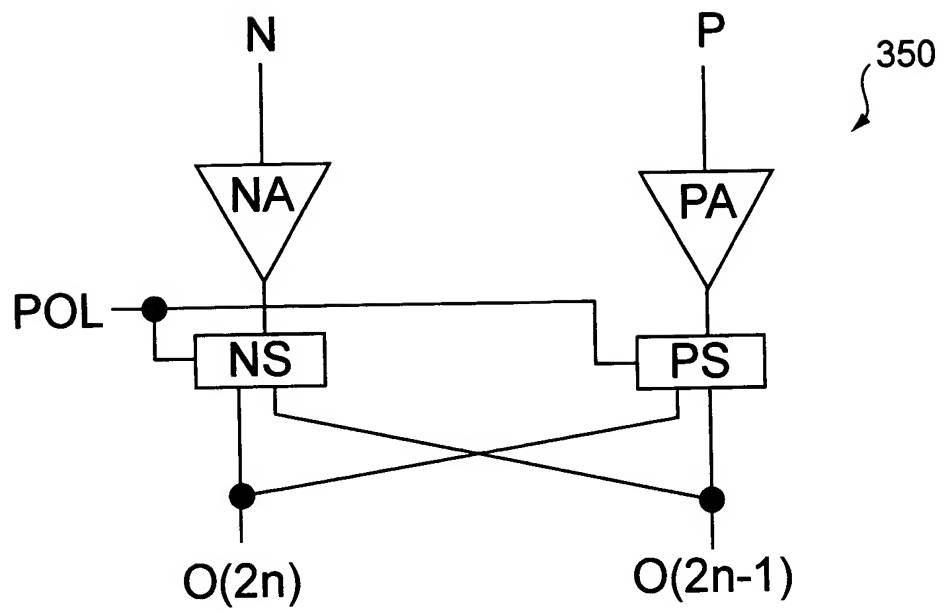 N
P
350
NA
PA
POL
NS
PS
O(2n)
O(2n-1)